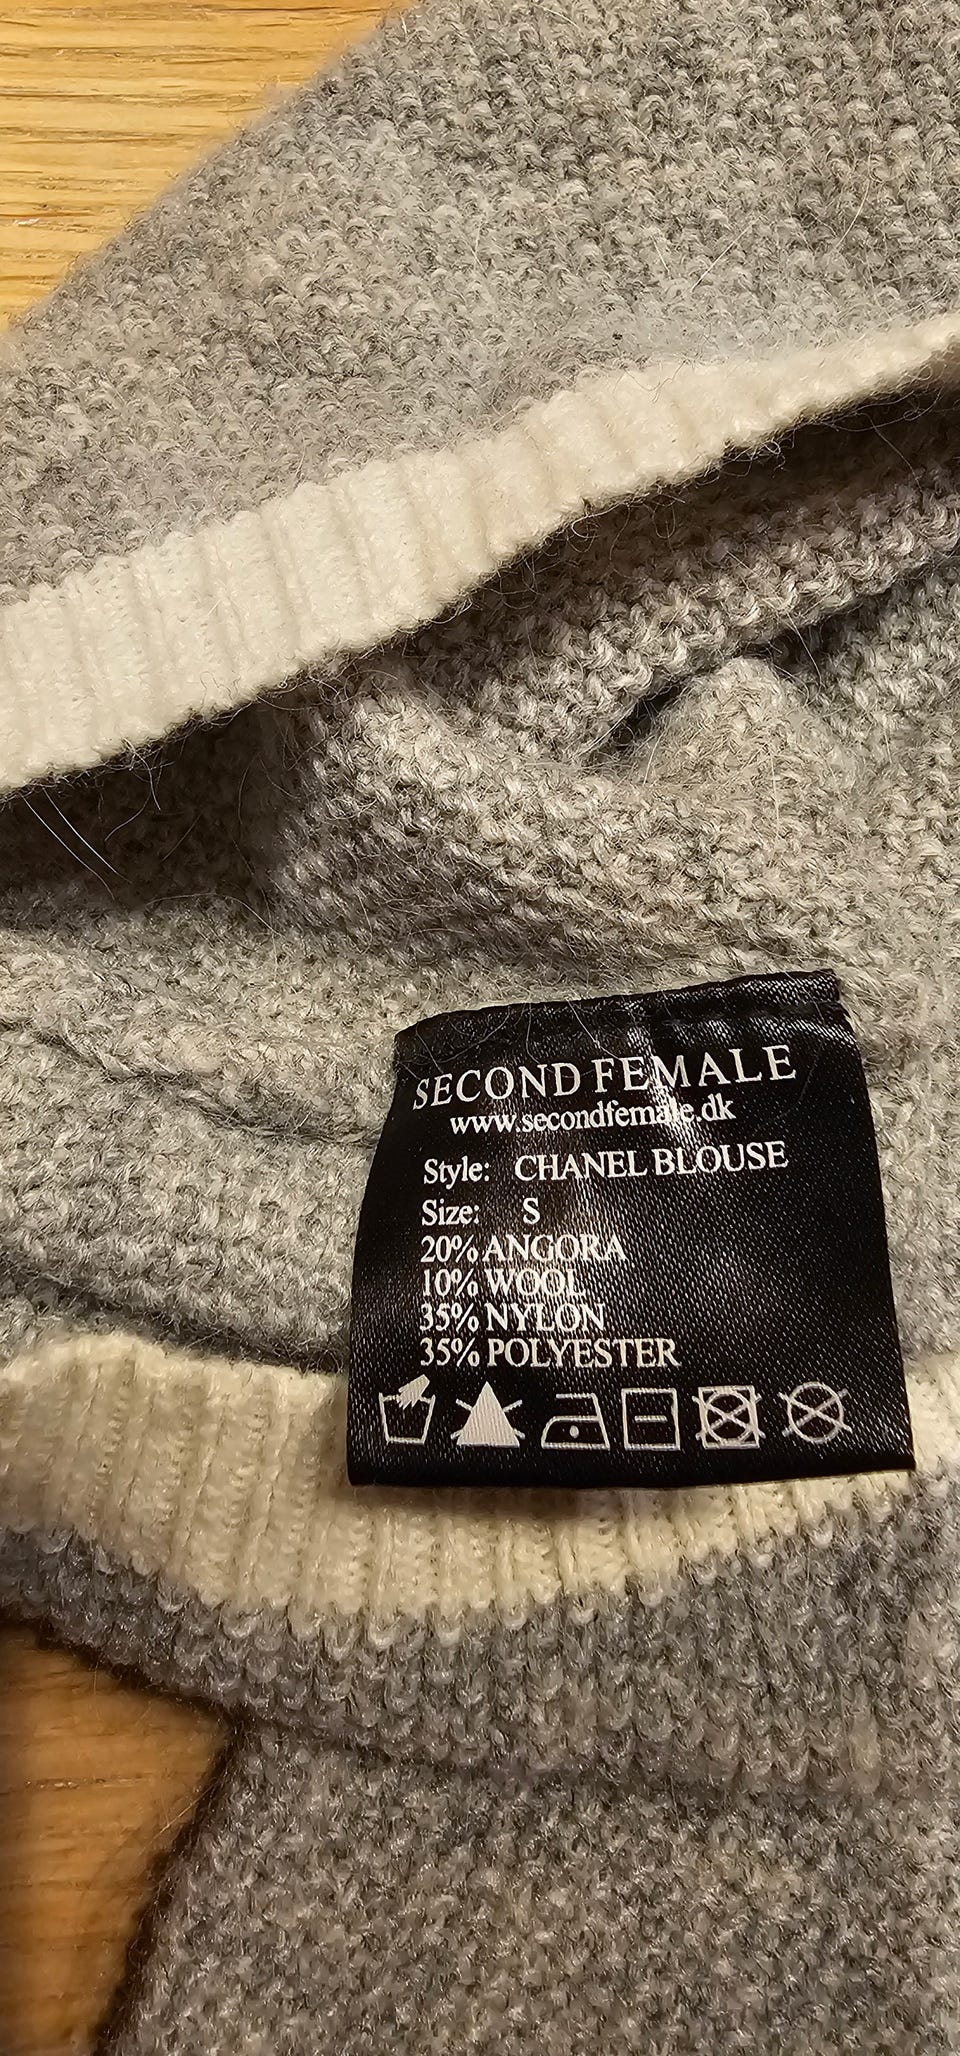 SECOND FEMALE
www.secondfemale.dk
Style: CHANEL BLOUSE
Size: S
20% ANGORA
10% WOOL
35% NYLON
35% POLYESTER